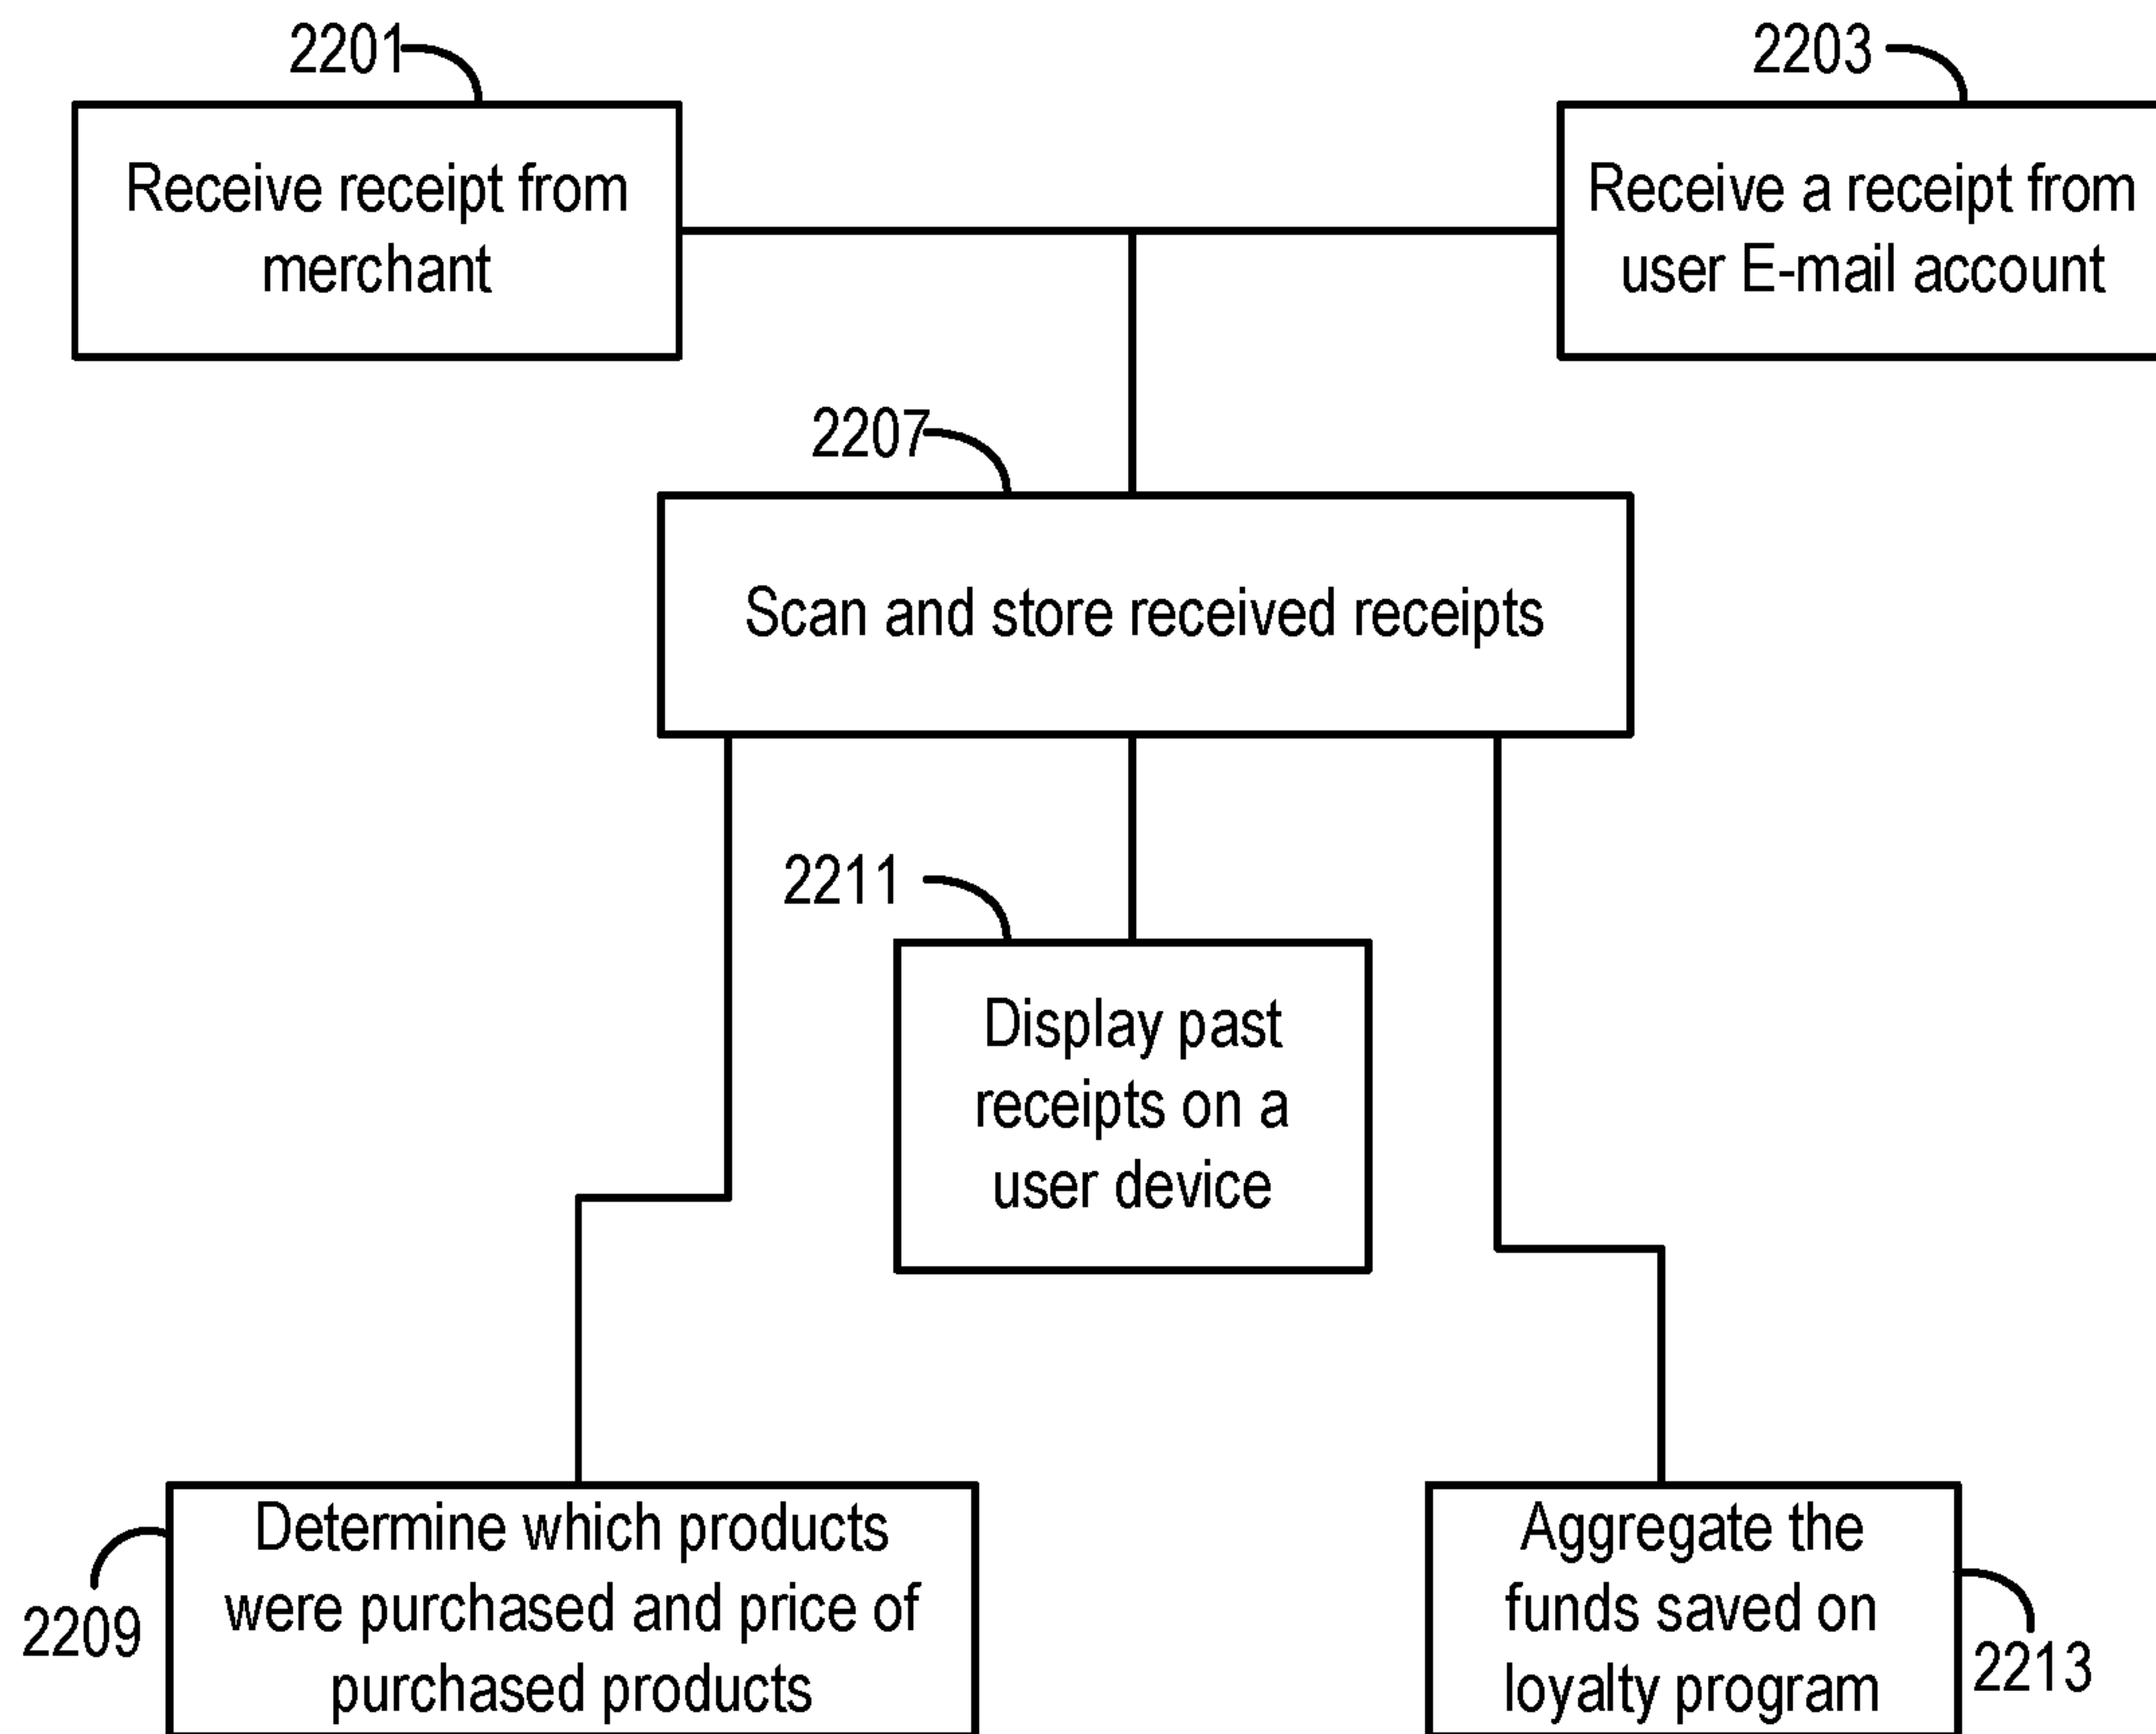 2201
2203
Receive receipt from
merchant
Receive a receipt from
user E-mail account
2207
Scan and store received receipts
2211
Display past
receipts on a
user device
Determine which products
were purchased and price of
purchased products
2209
Aggregate the
funds saved on
loyalty program
2213